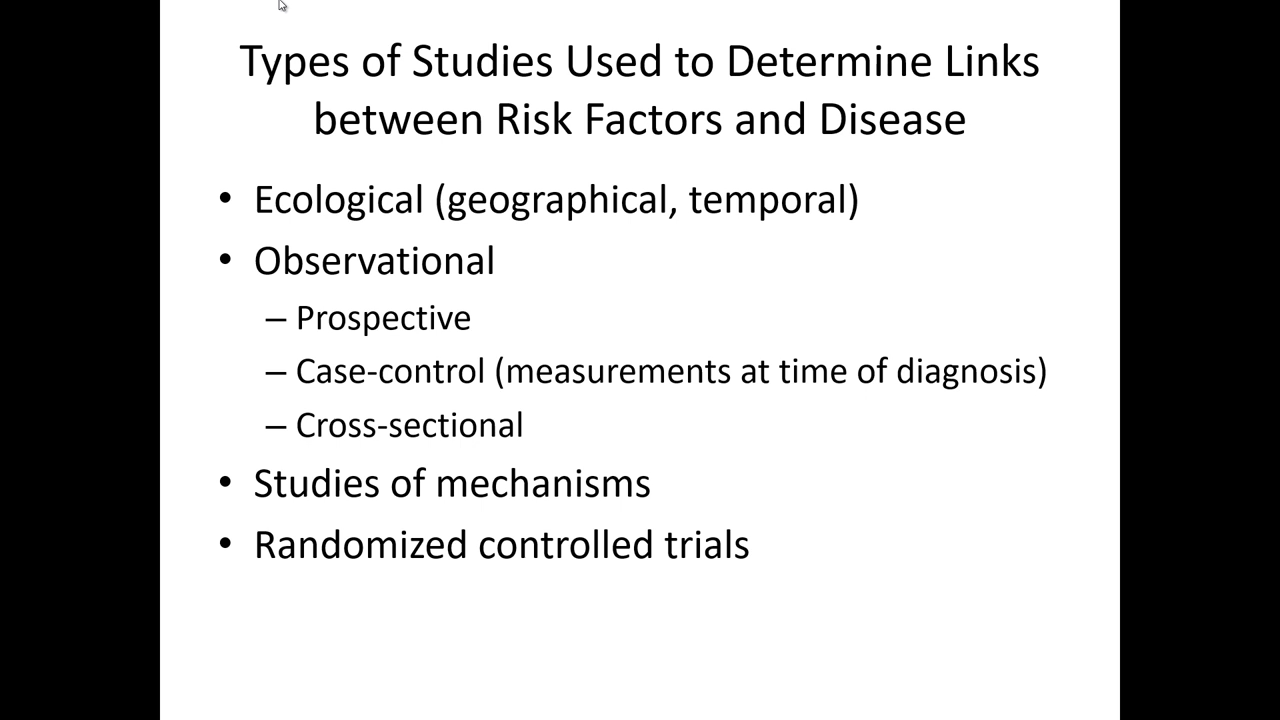 Types of Studies Used to Determine Links
between Risk Factors and Disease
• Ecological (geographical, temporal)
• Observational
– Prospective
– Case-control (measurements at time of diagnosis)
– Cross-sectional
• Studies of mechanisms
• Randomized controlled trials